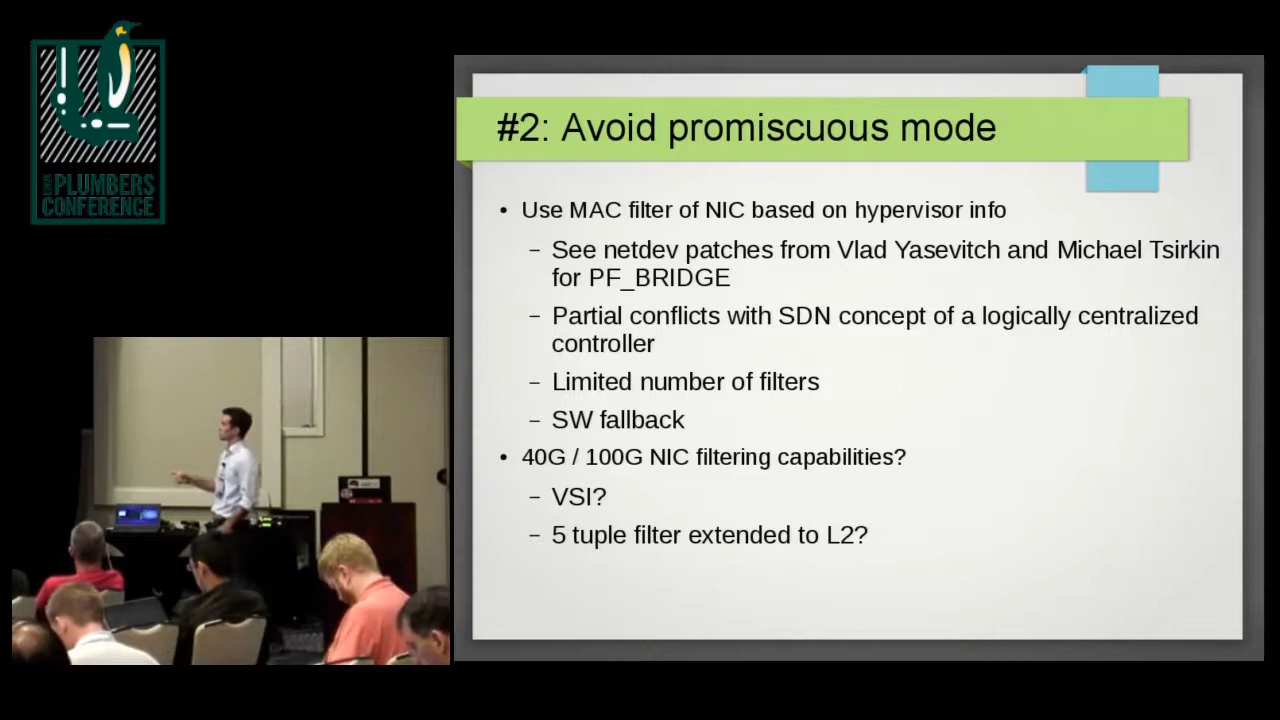 LINUX
PLUMBERS
CONFERENCE
#2: Avoid promiscuous mode
• Use MAC filter of NIC based on hypervisor info
– See netdev patches from Vlad Yasevitch and Michael Tsirkin
for PF_BRIDGE
– Partial conflicts with SDN concept of a logically centralized
controller
– Limited number of filters
– SW fallback
• 40G / 100G NIC filtering capabilities?
– VSI?
– 5 tuple filter extended to L2?